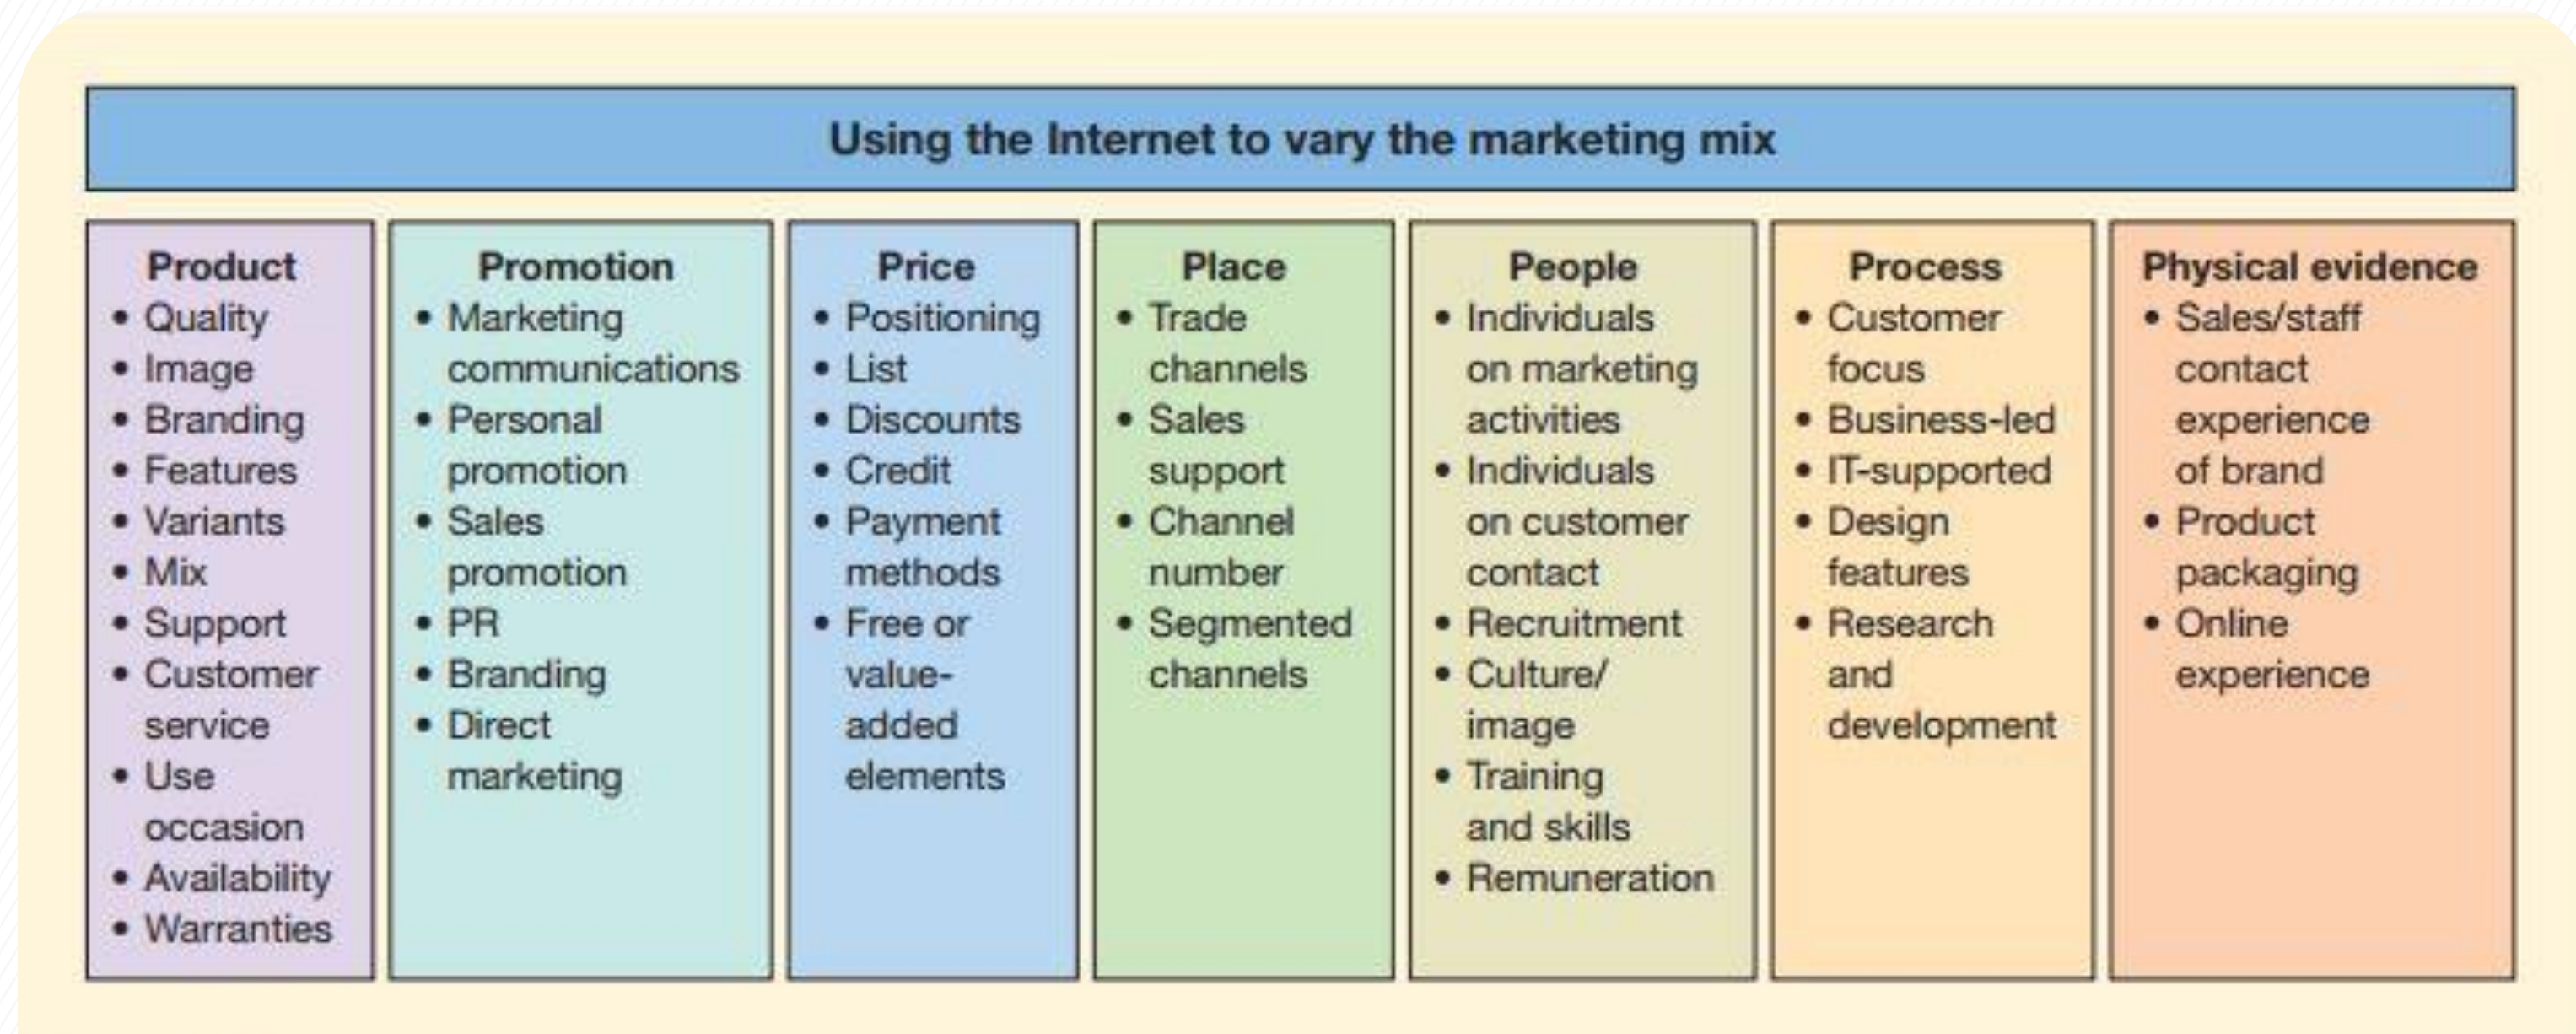 Using the Internet to vary the marketing mix
Product
• Quality
• Image
• Branding
• Features
• Variants
• Mix
• Support
• Customer
service
• Use
occasion
• Availability
• Warranties
Promotion
• Marketing
communications
• Personal
promotion
• Sales
promotion
• PR
• Branding
• Direct
marketing
Price
• Positioning
• List
• Discounts
• Credit
• Payment
methods
• Free or
value-
added
elements
Place
• Trade
channels
• Sales
support
• Channel
number
• Segmented
channels
People
• Individuals
on marketing
activities
• Individuals
on customer
contact
• Recruitment
• Culture/
image
• Training
and skills
• Remuneration
Process
• Customer
focus
• Business-led
• IT-supported
• Design
features
• Research
and
development
Physical evidence
• Sales/staff
contact
experience
of brand
• Product
packaging
• Online
experience